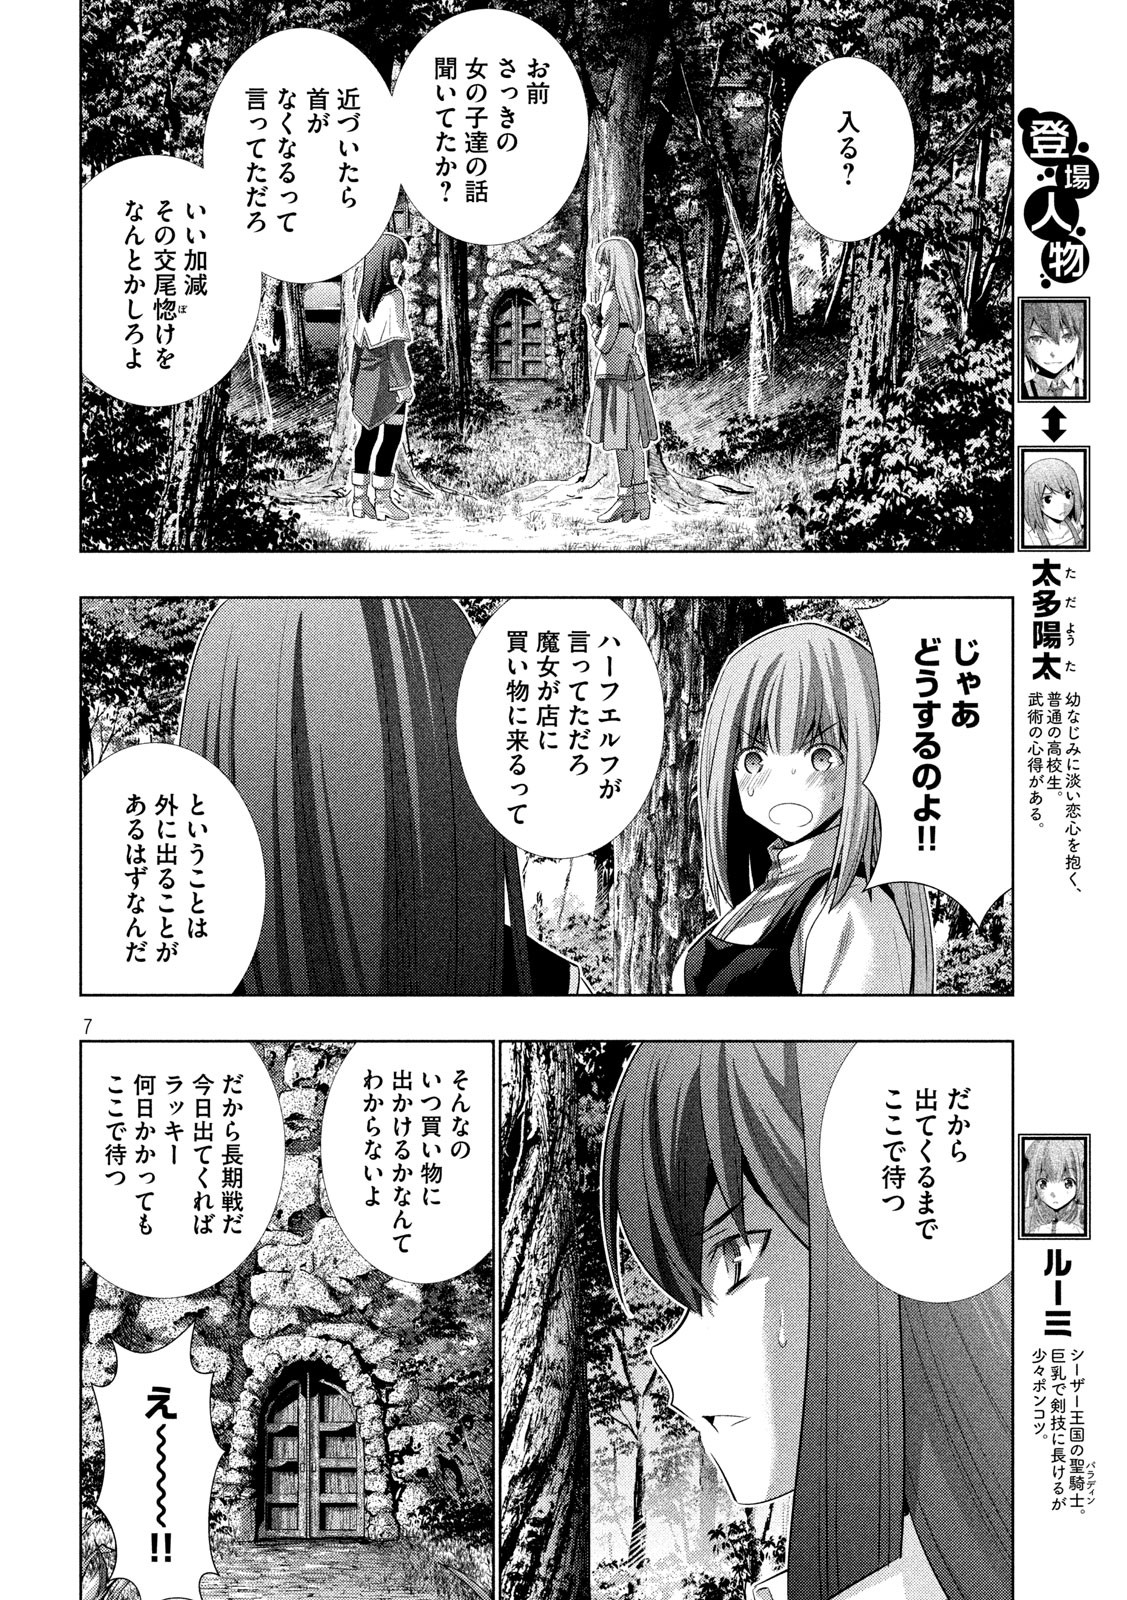 登場人物
太多陽太
ただようた
幼なじみに淡い恋心を抱く、
普通の高校生。
武術の心得がある。
ルーミ
シーザー王国の聖騎士。
パラディン
巨乳で剣技に長けるが
少々ポンコツ。
入る?
お前
さっきの
女の子達の話
聞いてたか?
近づいたら
首が
なくなるって
言ってただろ
いい加減
その交尾惚けを
ぼ
なんとかしろよ
じゃあ
どうするのよ!!
ハーフエルフが
言ってただろ
魔女が店に
買い物に来るって
ということは
外に出ることが
あるはずなんだ
7
だから
出てくるまで
ここで待つ
そんなの
いつ買い物に
出かけるかなんて
わからないよ
だから長期戦だ
今日出てくれば
ラッキー
何日かかっても
ここで待つ
え〜〜〜〜!!